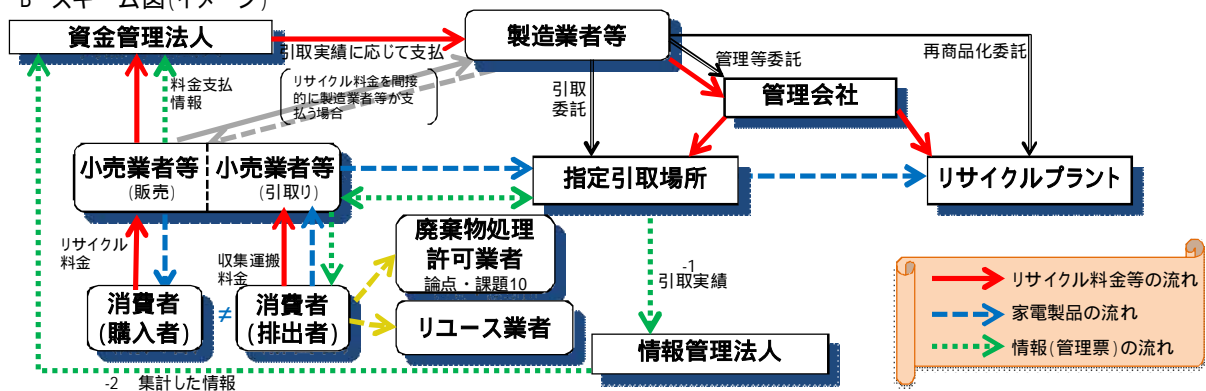 B スキーム図(イメージ)
資金管理法人
引取実績に応じて支払
製造業者等
管理等委託
再商品化委託
料金支払
情報
リサイクル料金を間接
的に製造業者等が支
払う場合
引取
委託
管理会社
小売業者等
(販売)
小売業者等
(引取り)
指定引取場所
リサイクルプラント
リサイクル
料金
収集運搬
料金
廃棄物処理
許可業者
論点・課題10
-1
引取実績
消費者
(購入者)
≠
消費者
(排出者)
リユース業者
情報管理法人
-2 集計した情報
リサイクル料金等の流れ
家電製品の流れ
情報(管理票)の流れ